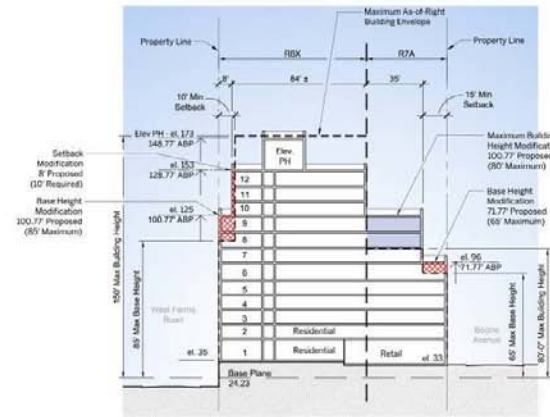 Maximum As-of-Right
Building Envelope
Property Line
R8X
R7A
Property Line
8'
84' ±
35'
10' Min
Setback
15' Min
Setback
Elev PH - el. 173
148.77' ABP
Elev.
PH
Maximum Build
Height Modificat
100.77' Proposed
(80' Maximum)
Setback
Modification
8' Proposed
(10' Required)
el. 153
128.77' ABP
Base Height
Modification
100.77' Proposed
(85' Maximum)
el. 125
100.77' ABP
Base Height
Modification
71.77' Proposed
(65' Maximum)
el. 96
71.77' ABP
12
11
10
9
8
7
6
5
4
3
2
Residential
1
Residential
Retail
150' Max Building Height
85' Max Base Height
West Farms
Road
Boone
Avenue
65' Max Base Height
80'-0" Max Building Height
el. 35
el. 33
Base Plane
24.23